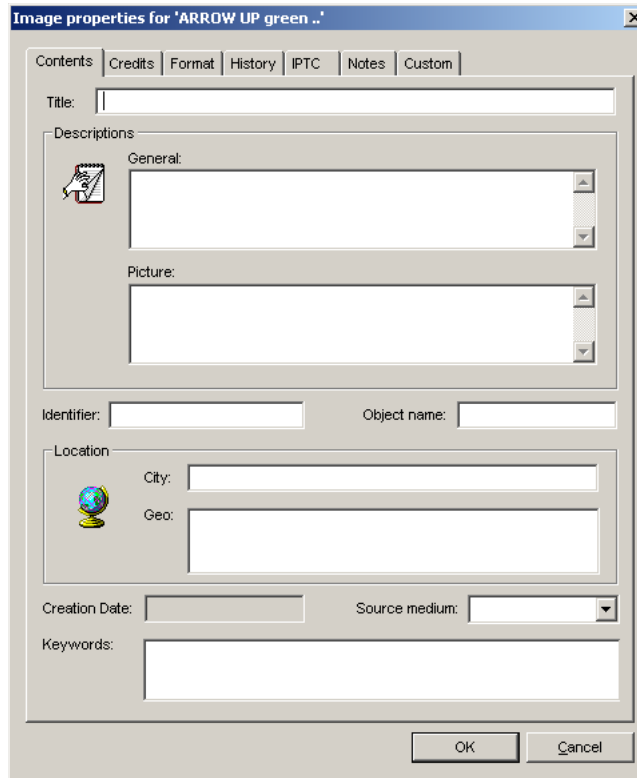 Image properties for 'ARROW UP green ..'
Contents Credits Format History IPTC Notes Custom
Title:
Descriptions
General:
Picture:
Identifier: Object name:
Location
City:
Geo:
Creation Date: Source medium:
Keywords:
OK Cancel